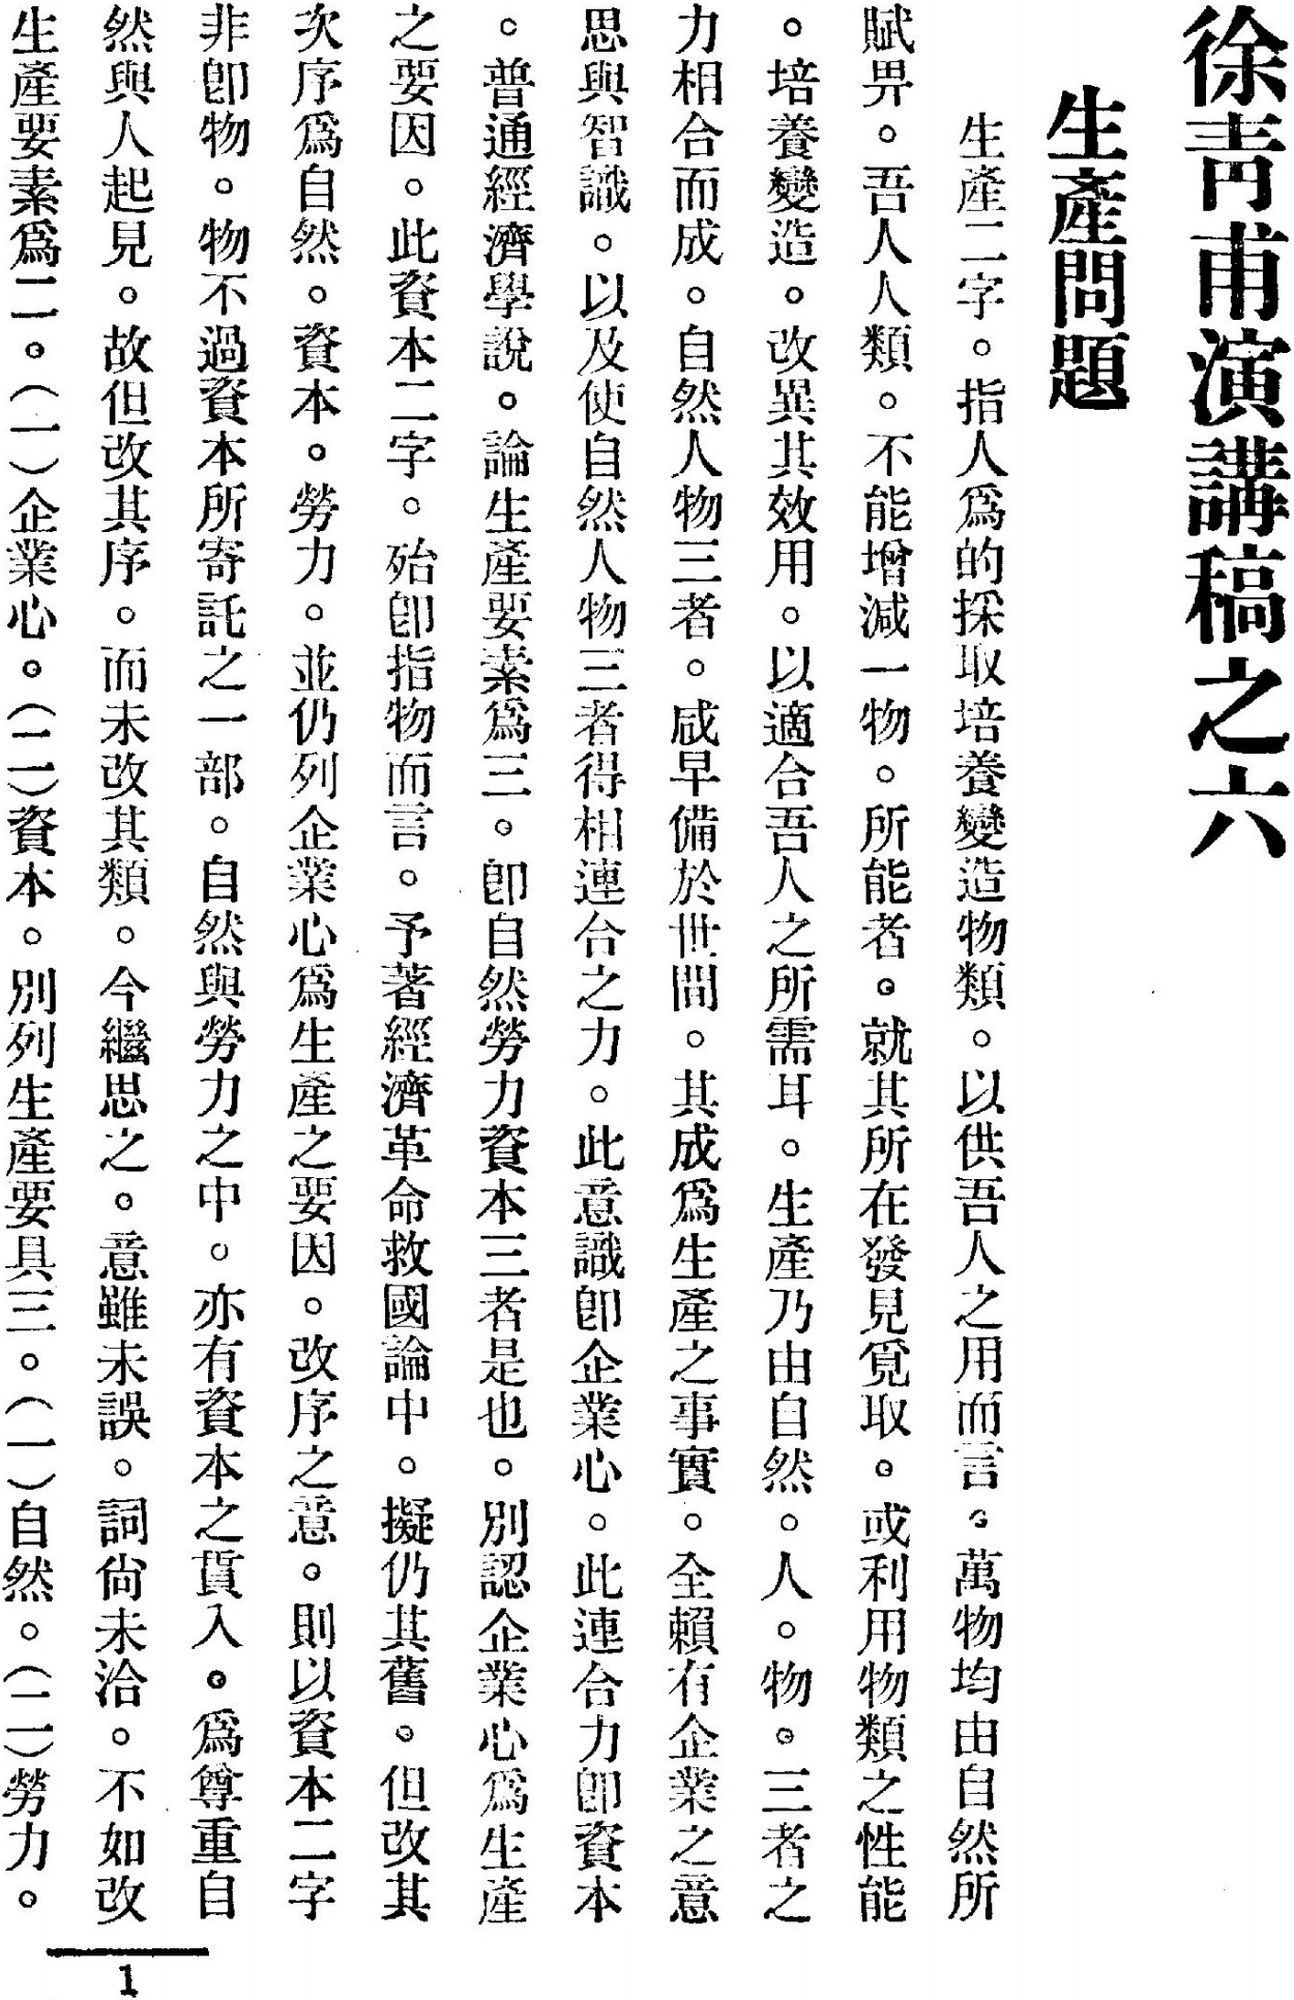 徐青甫演講稿之六
生產問題
生產二字。指人爲的採取培養變造物類。以供吾人之用而言。萬物均由自然所
賦畀。吾人人類。不能增減一物。所能者。就其所在發見覓取。或利用物類之性能
。培養變造。改異其效用。以適合吾人之所需耳。生產乃由自然。人。物。三者之
力相合而成。自然人物三者。咸早備於世間。其成爲生產之事實。全賴有企業之意
思與智識。以及使自然人物三者得相連合之力。此意識卽企業心。此連合力卽資本
。普通經濟學說。論生產要素爲三。卽自然勞力資本三者是也。別認企業心爲生產
之要因。此資本二字。殆卽指物而言。予著經濟革命救國論中。擬仍其舊。但改其
次序爲自然。資本。勞力。並仍列企業心爲生產之要因。改序之意。則以資本二字
非卽物。物不過資本所寄託之一部。自然與勞力之中。亦有資本之貫入。爲尊重自
然與人起見。故但改其序。而未改其類。今繼思之。意雖未誤。詞尙未洽。不如改
生產要素爲二。（一）企業心。（二）資本。別列生產要具三。（一）自然。（二）勞力。
1